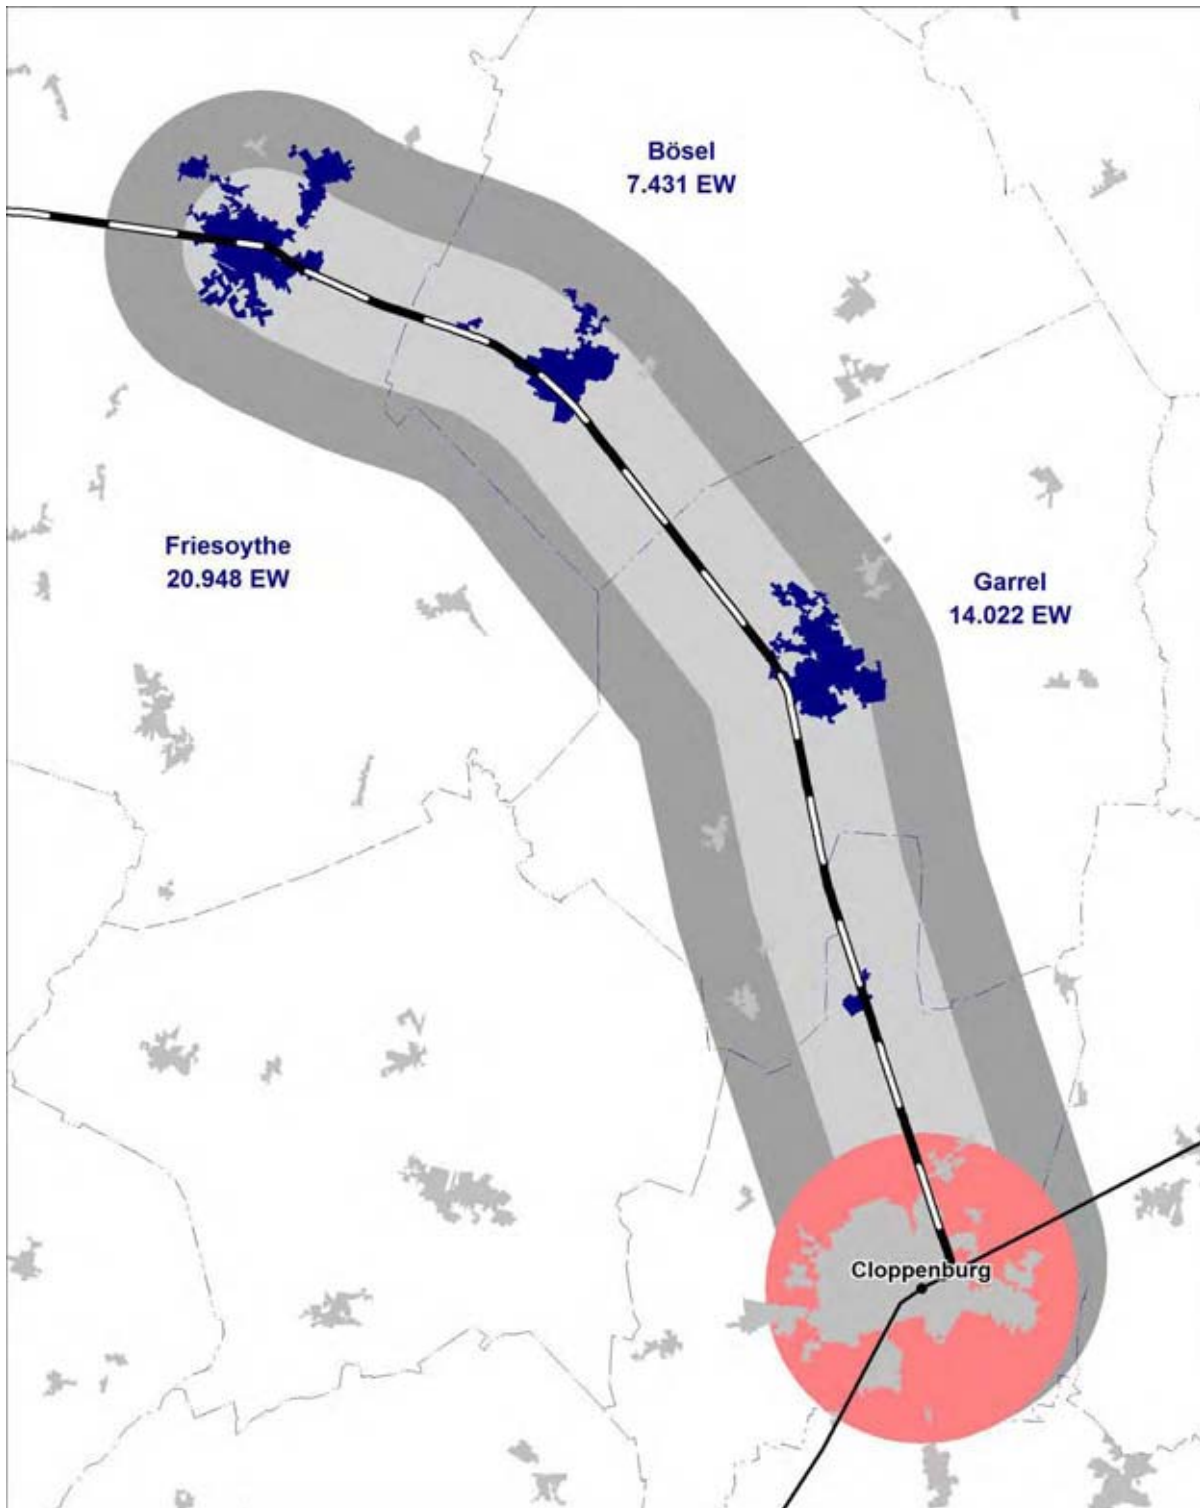 Bösel
7.431 EW
Friesoythe
20.948 EW
Garrel
14.022 EW
Cloppenburg